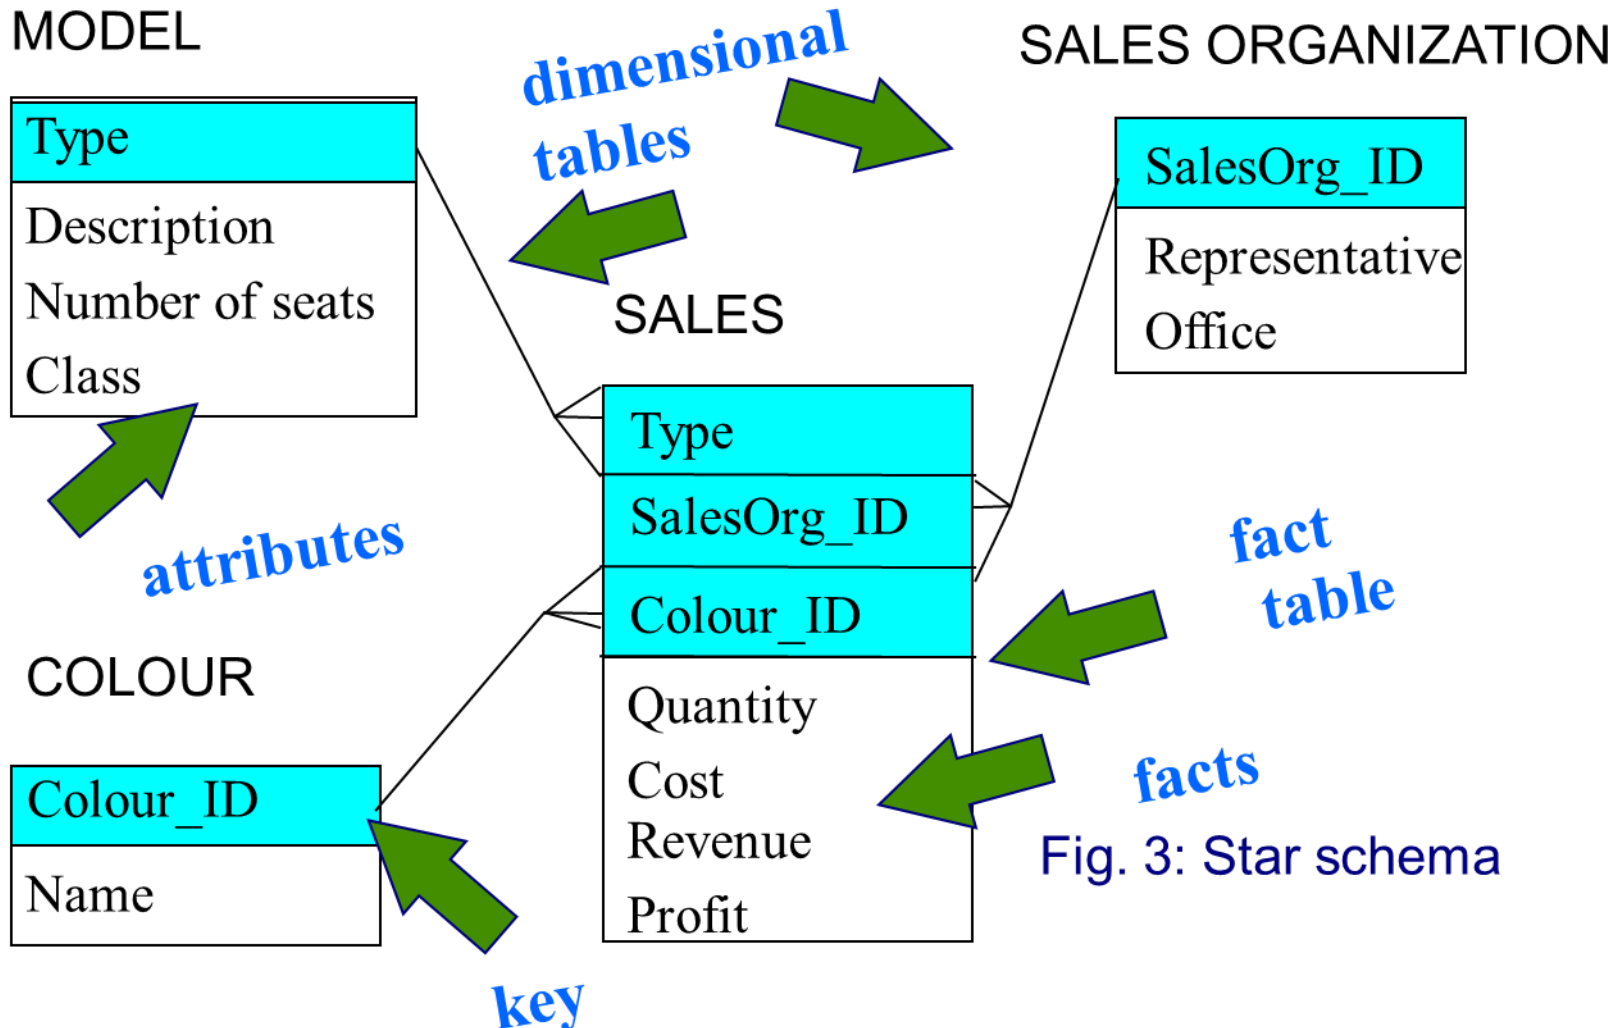 MODEL
Type
Description
Number of seats
Class
dimensional
tables
SALES ORGANIZATION
SalesOrg_ID
Representative
Office
attributes
SALES
Type
SalesOrg_ID
Colour_ID
Quantity
Cost
Revenue
Profit
fact
table
facts
COLOUR
Colour_ID
Name
key
Fig. 3: Star schema